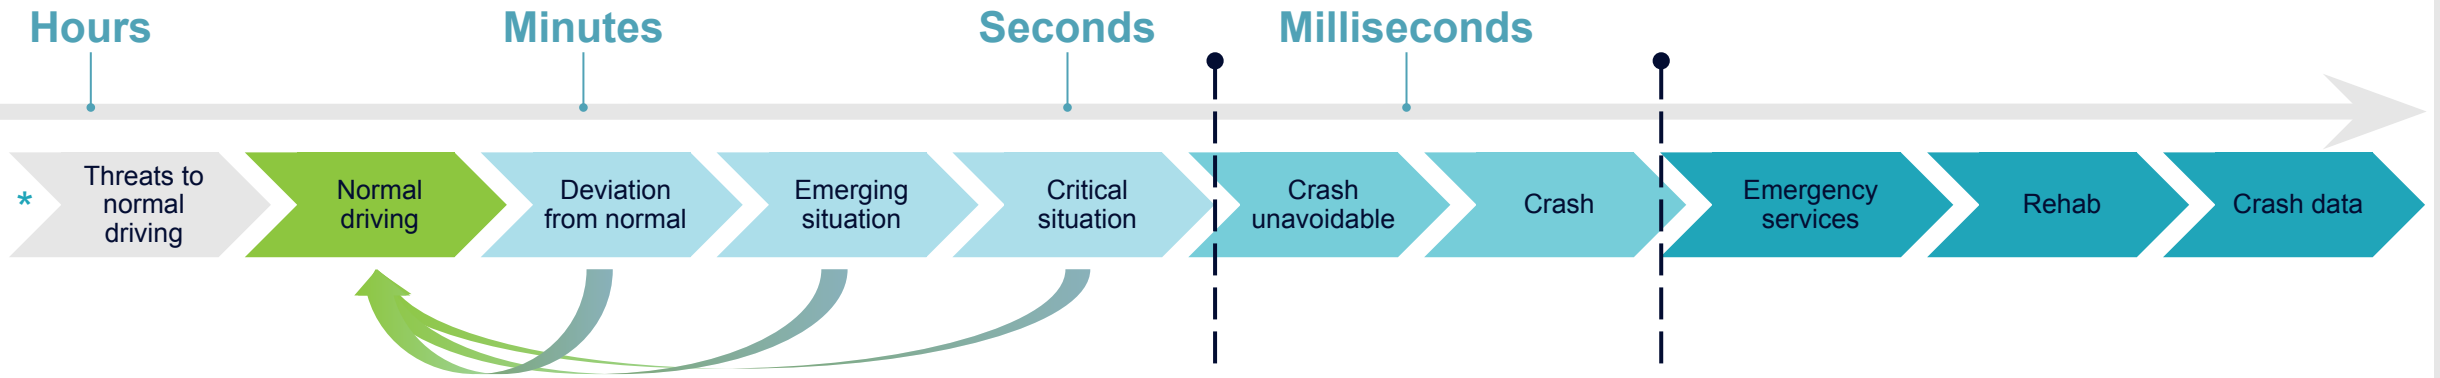 Hours
Minutes
Seconds
Milliseconds
*
Threats to
normal
driving
Normal
driving
Deviation
from normal
Emerging
situation
Critical
situation
Crash
unavoidable
Crash
Emergency
services
Rehab
Crash data